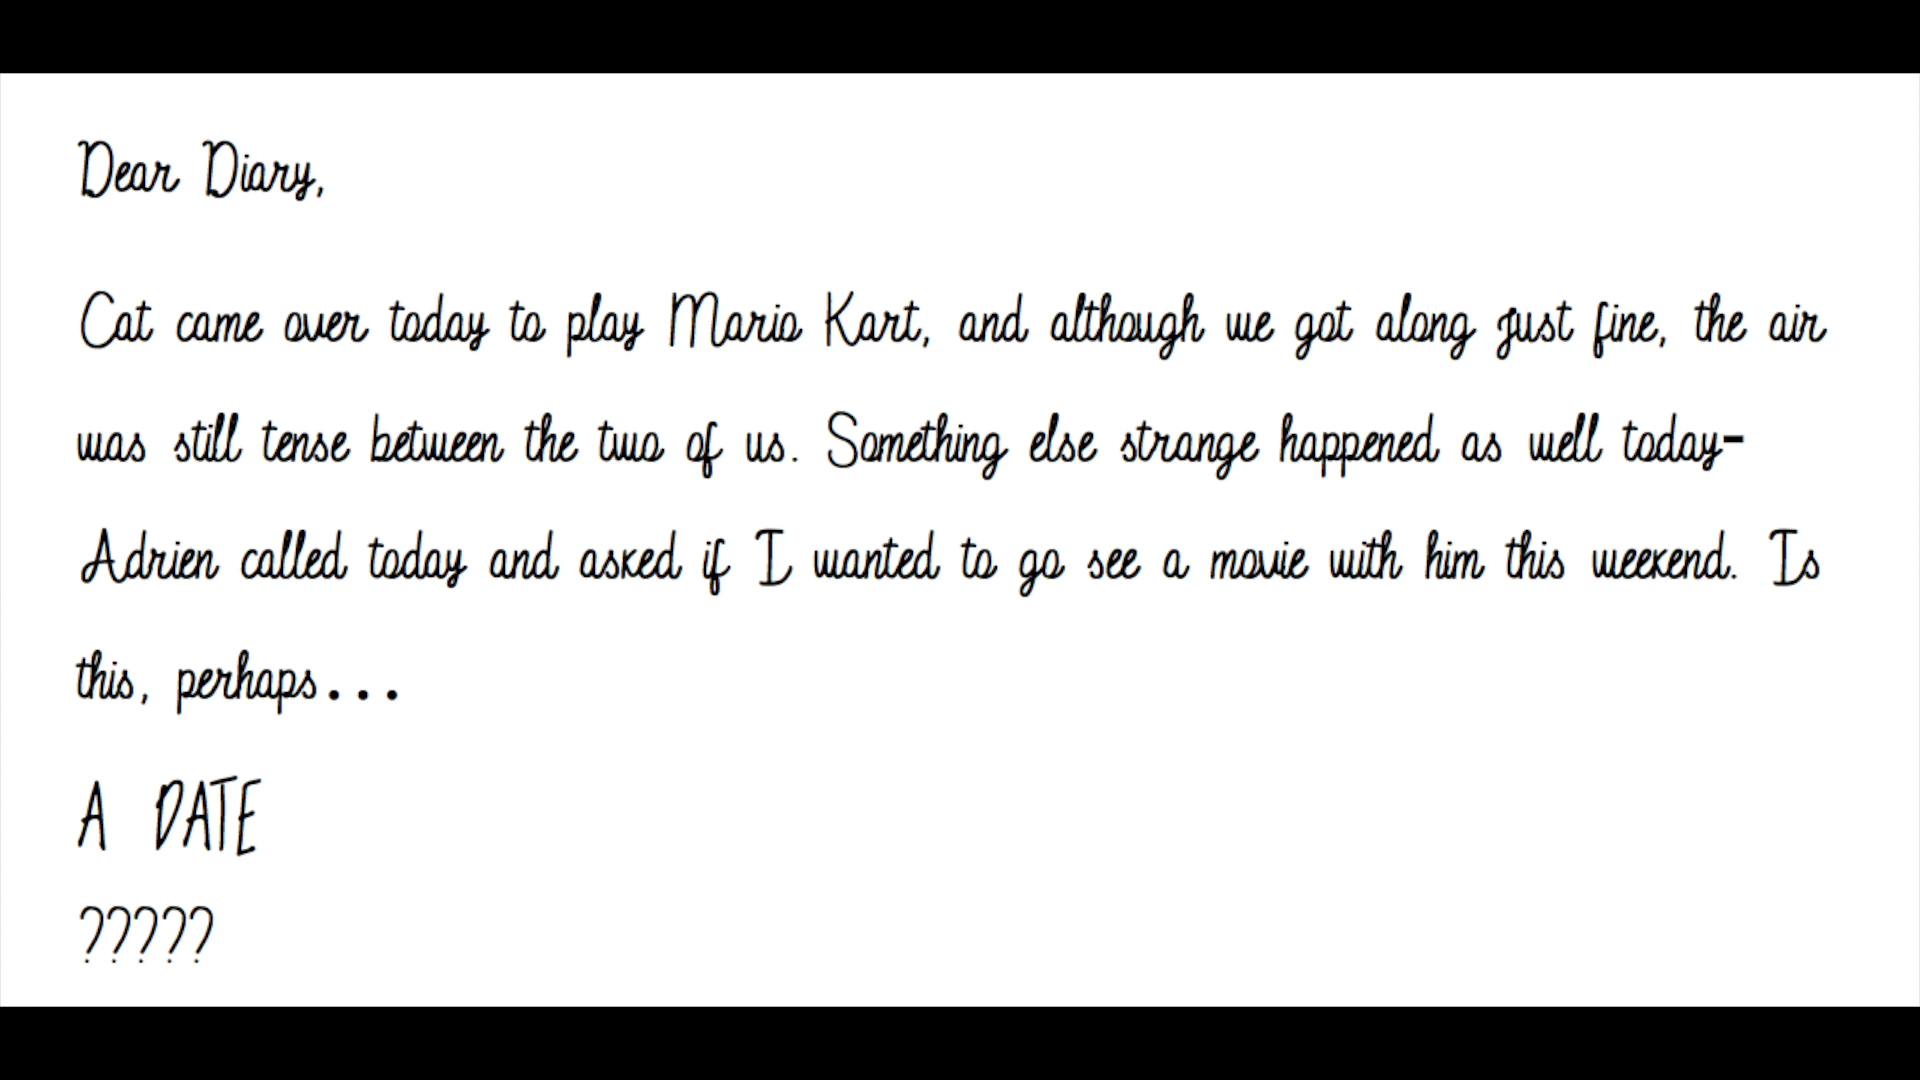 Dear Diary,
Cat came over today to play Mario Kart, and although we got along just fine, the air
was still tense between the two of us. Something else strange happened as well today-
Adrien called today and asked if I wanted to go see a movie with him this weekend. Is
this, perhaps...
A DATE
?????